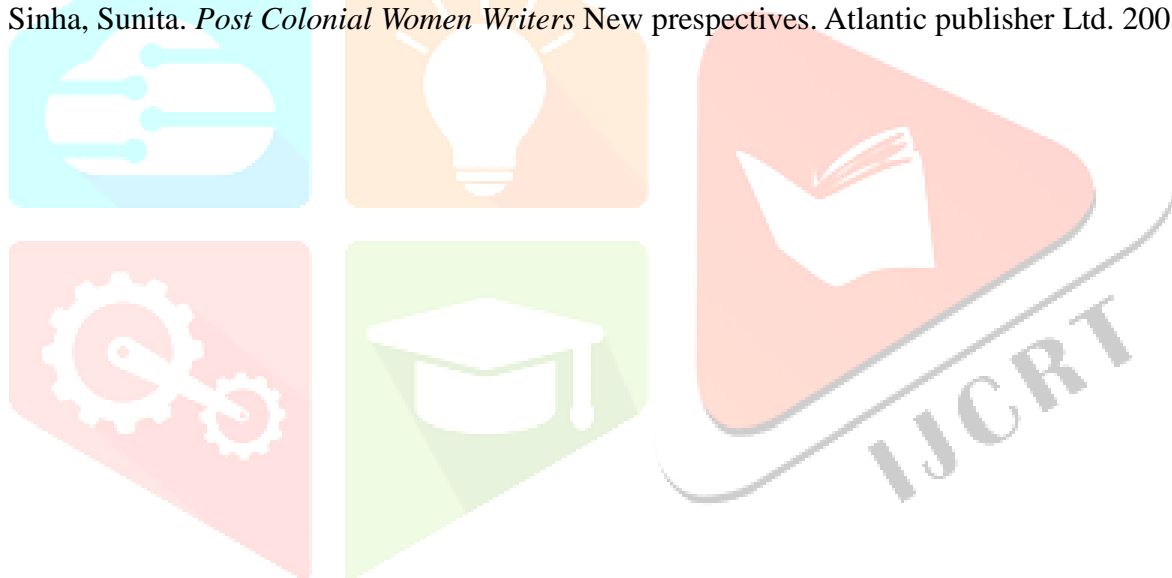 Sinha, Sunita. Post Colonial Women Writers New prespectives. Atlantic publisher Ltd. 200
IJCRT